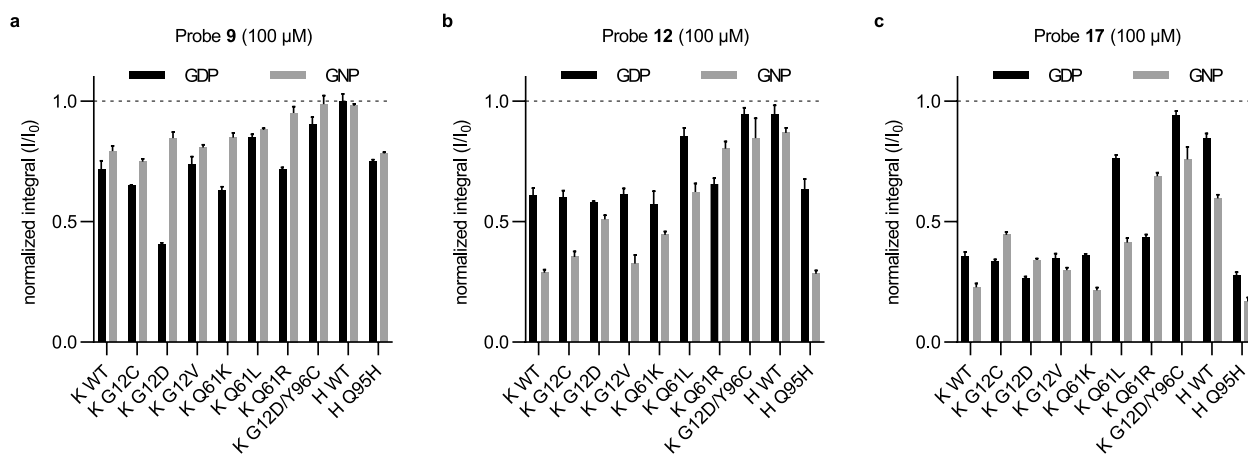 a
Probe 9 (100 µM)
GDP GNP
normalized integral (I/I0)
1.0
0.5
0.0
K WT
K G12C
K G12D
K G12V
K Q61K
K Q61L
K Q61R
K G12D/Y96C
H WT
H Q95H
b
Probe 12 (100 µM)
GDP GNP
normalized integral (I/I0)
1.0
0.5
0.0
K WT
K G12C
K G12D
K G12V
K Q61K
K Q61L
K Q61R
K G12D/Y96C
H WT
H Q95H
c
Probe 17 (100 µM)
GDP GNP
normalized integral (I/I0)
1.0
0.5
0.0
K WT
K G12C
K G12D
K G12V
K Q61K
K Q61L
K Q61R
K G12D/Y96C
H WT
H Q95H